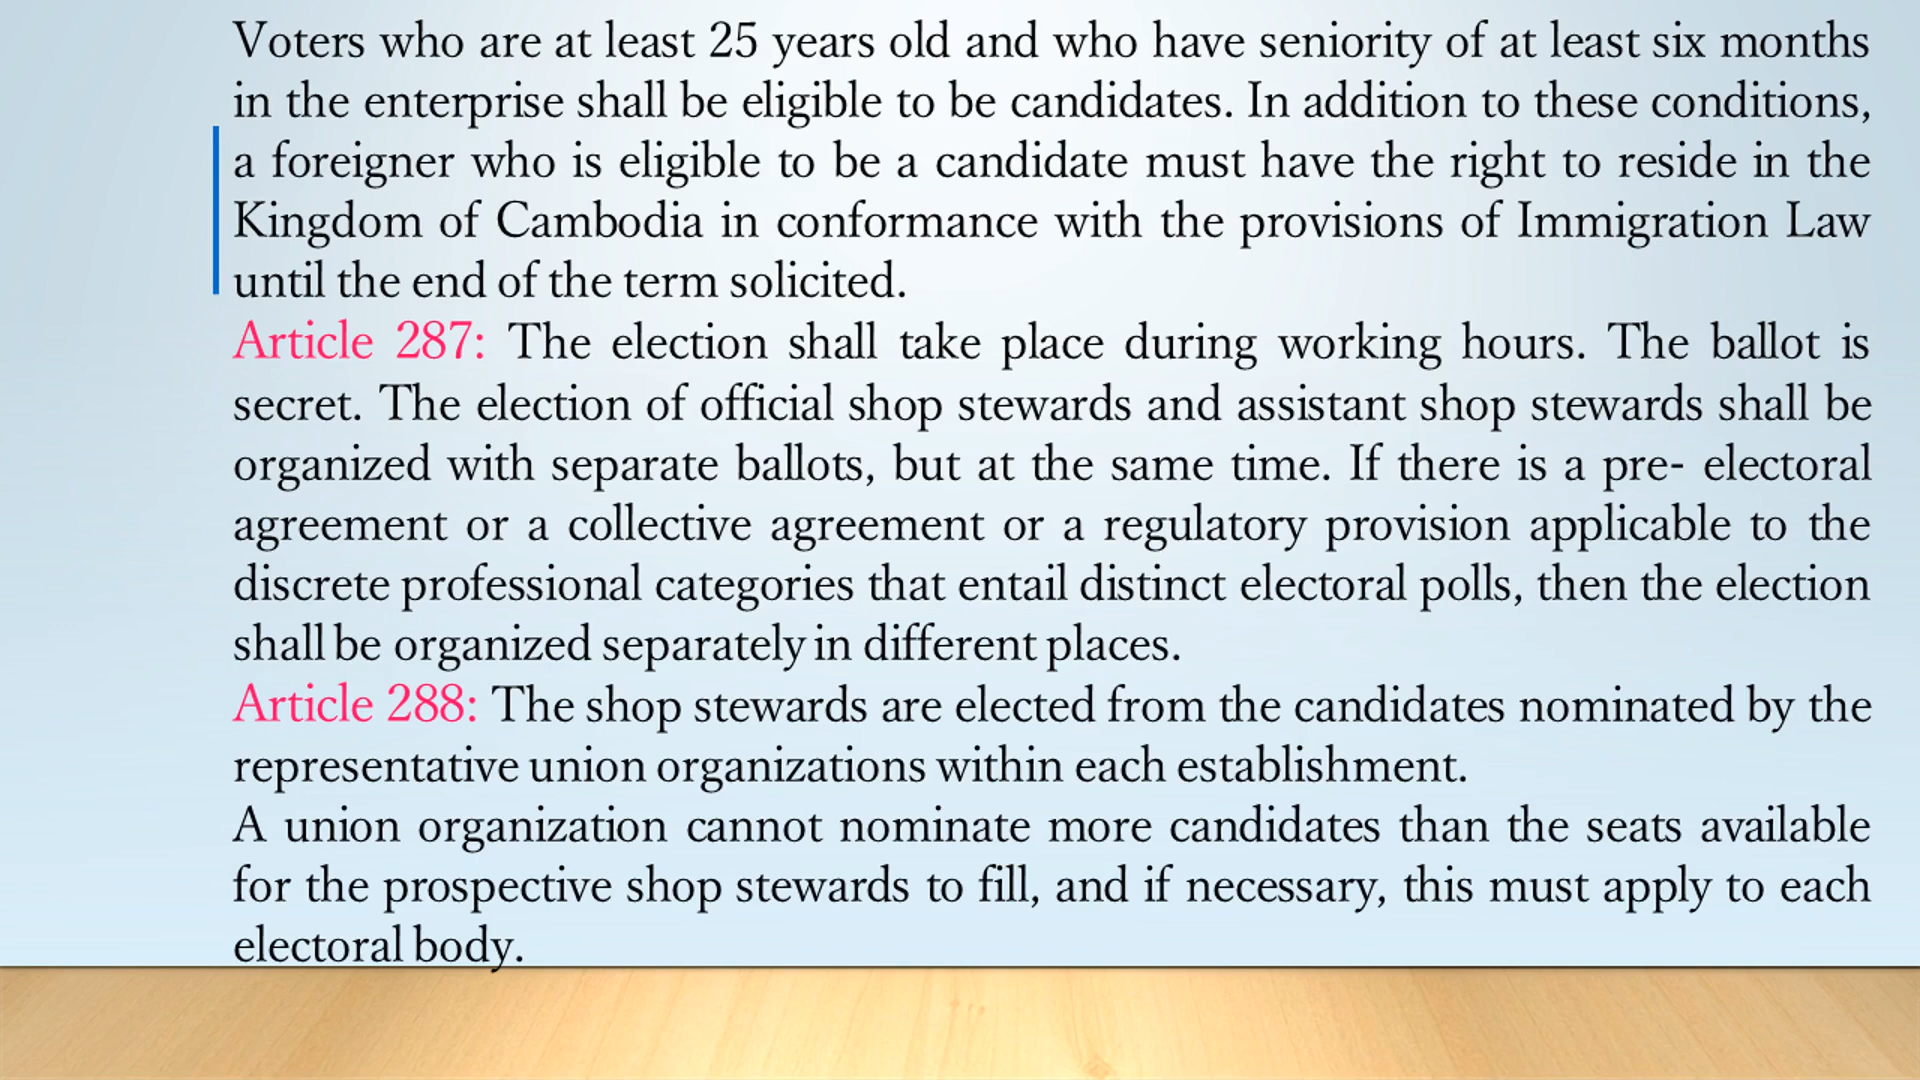 Voters who are at least 25 years old and who have seniority of at least six months
in the enterprise shall be eligible to be candidates. In addition to these conditions,
a foreigner who is eligible to be a candidate must have the right to reside in the
Kingdom of Cambodia in conformance with the provisions of Immigration Law
until the end of the term solicited.
Article 287: The election shall take place during working hours. The ballot is
secret. The election of official shop stewards and assistant shop stewards shall be
organized with separate ballots, but at the same time. If there is a pre- electoral
agreement or a collective agreement or a regulatory provision applicable to the
discrete professional categories that entail distinct electoral polls, then the election
shall be organized separately in different places.
Article 288: The shop stewards are elected from the candidates nominated by the
representative union organizations within each establishment.
A union organization cannot nominate more candidates than the seats available
for the prospective shop stewards to fill, and if necessary, this must apply to each
electoral body.